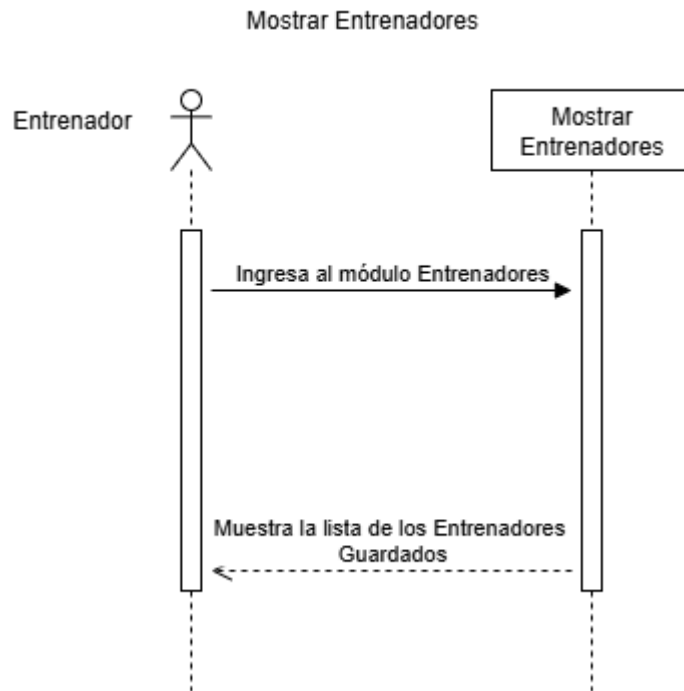 Mostrar Entrenadores
Entrenador
Mostrar
Entrenadores
Ingresa al módulo Entrenadores
Muestra la lista de los Entrenadores
Guardados